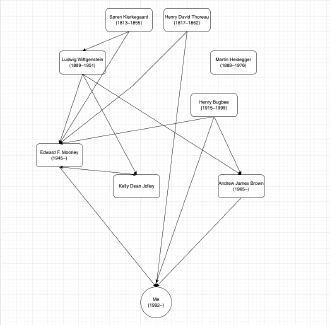 Søren Kierkegaard
(1813–1855)
Henry David Thoreau
(1817–1862)
Ludwig Wittgenstein
(1889–1951)
Martin Heidegger
(1889–1976)
Henry Bugbee
(1915–1999)
Edward F. Mooney
(1945–)
Kelly Dean Jolley
Andrew James Brown
(1965–)
Me
(1992–)